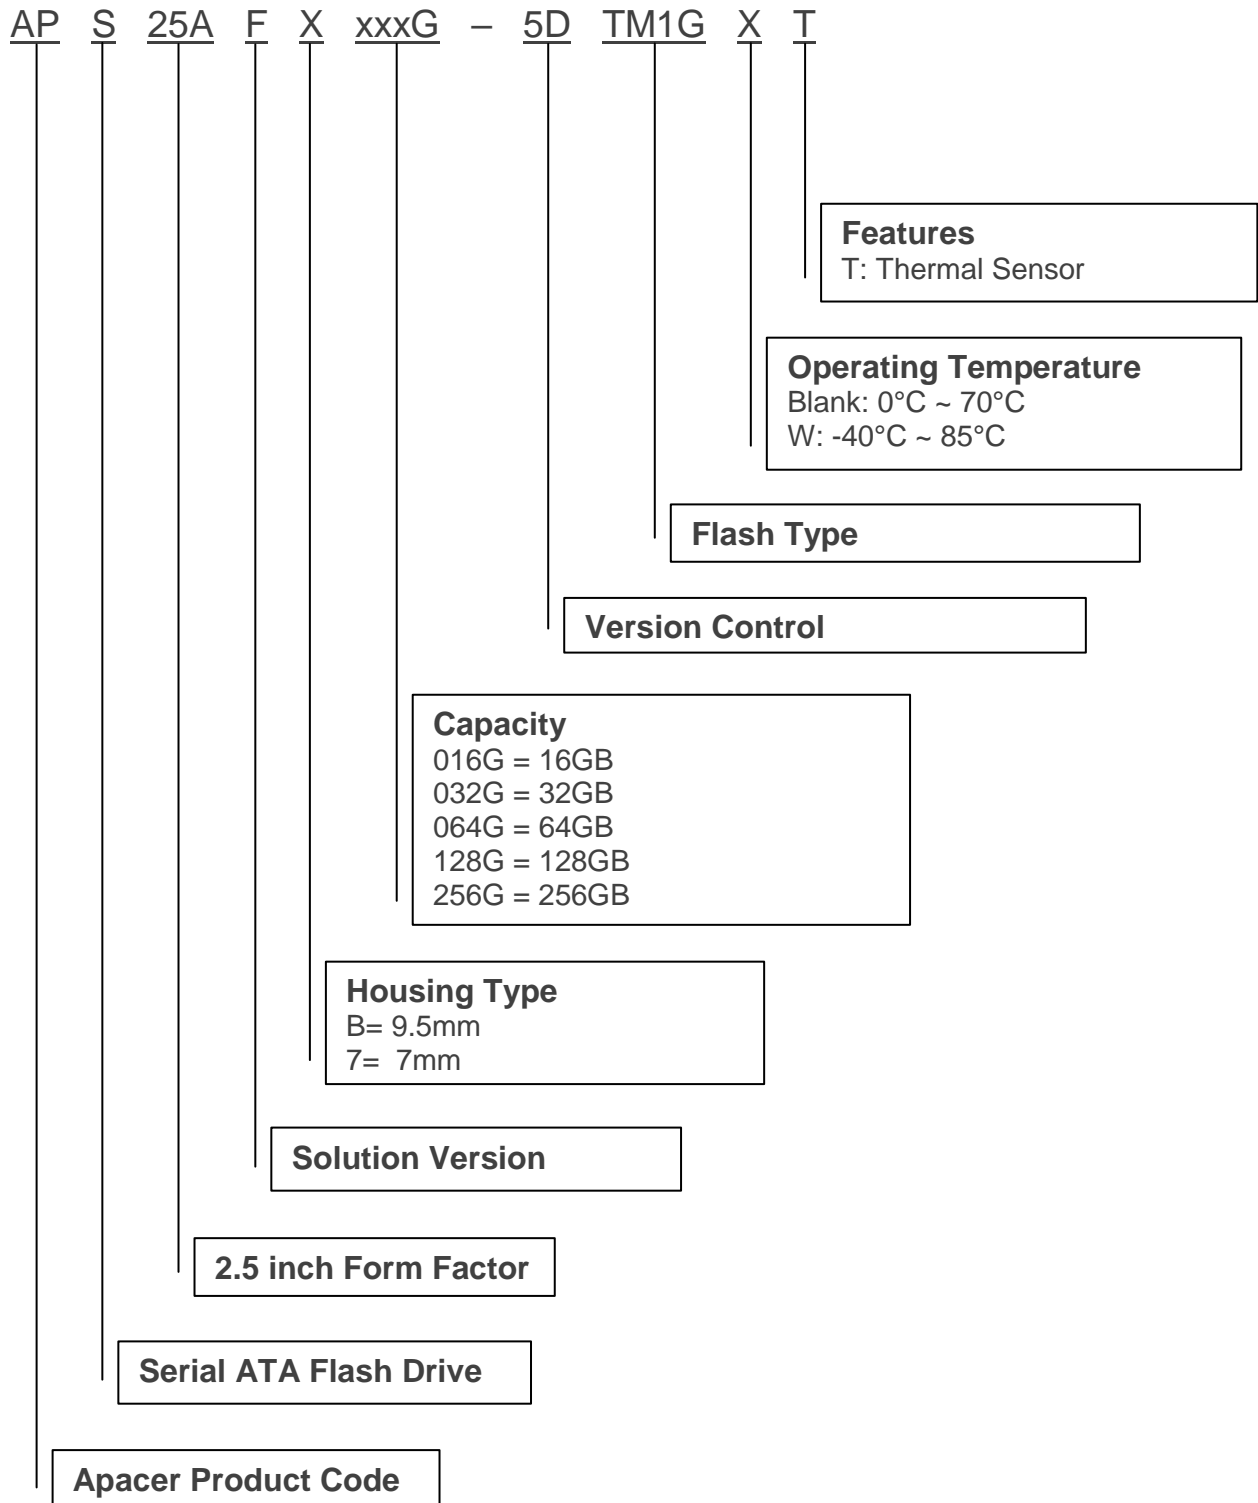 AP S 25A F X xxxG – 5D TM1G X T
Features
T: Thermal Sensor
Operating Temperature
Blank: 0°C ~ 70°C
W: -40°C ~ 85°C
Flash Type
Version Control
Capacity
016G = 16GB
032G = 32GB
064G = 64GB
128G = 128GB
256G = 256GB
Housing Type
B= 9.5mm
7= 7mm
Solution Version
2.5 inch Form Factor
Serial ATA Flash Drive
Apacer Product Code